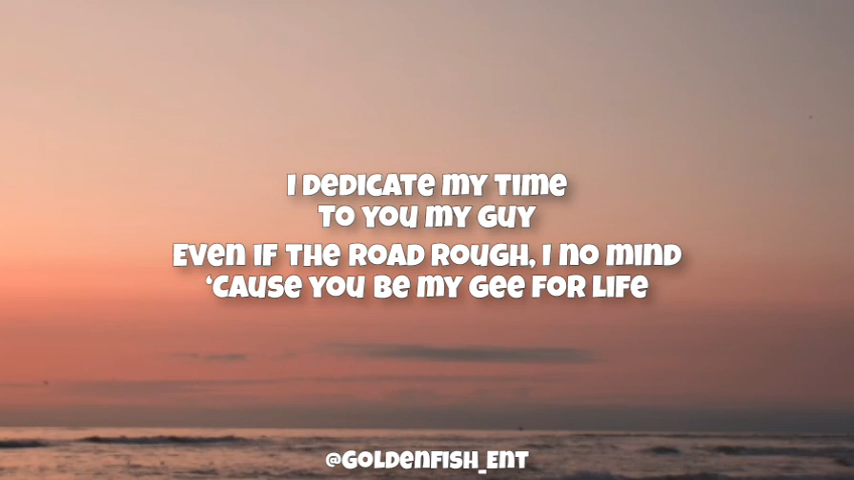 I dedicate my time
to you my guy
Even if the road rough, I no mind
‘Cause you be my gee for life
@goldenfish_ent